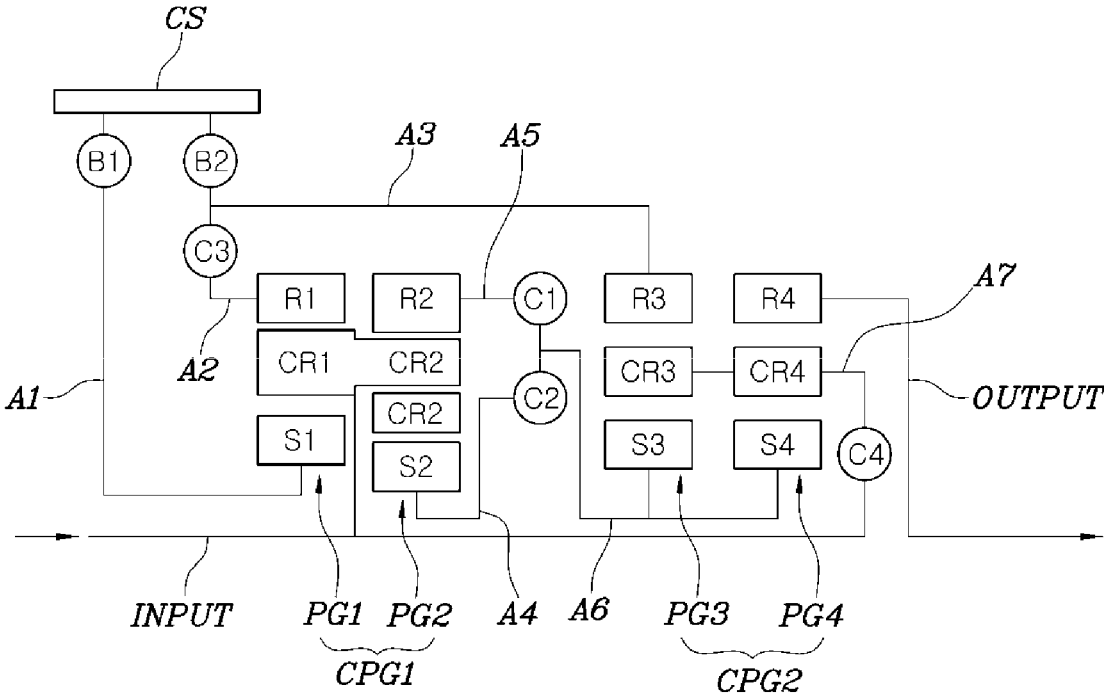 CS
B1 B2 A3 A5
C3
R1 R2 C1 R3 R4 A7
A2 CR1 CR2 CR3 CR4
A1 C2 OUTPUT
CR2
S1 S3 S4 C4
S2
INPUT PG1 PG2 A4 A6 PG3 PG4
CPG1 CPG2